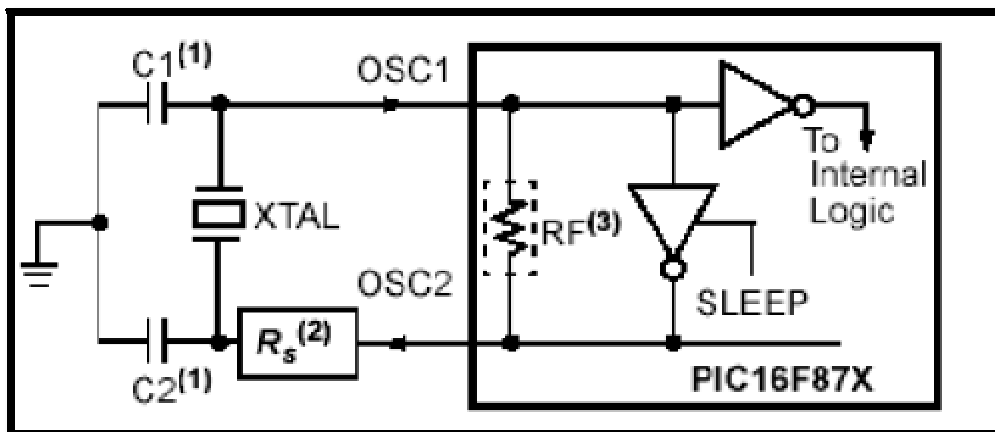 C1(1)
OSC1
To
Internal
Logic
XTAL
RF(3)
OSC2
SLEEP
Rs(2)
C2(1)
PIC16F87X